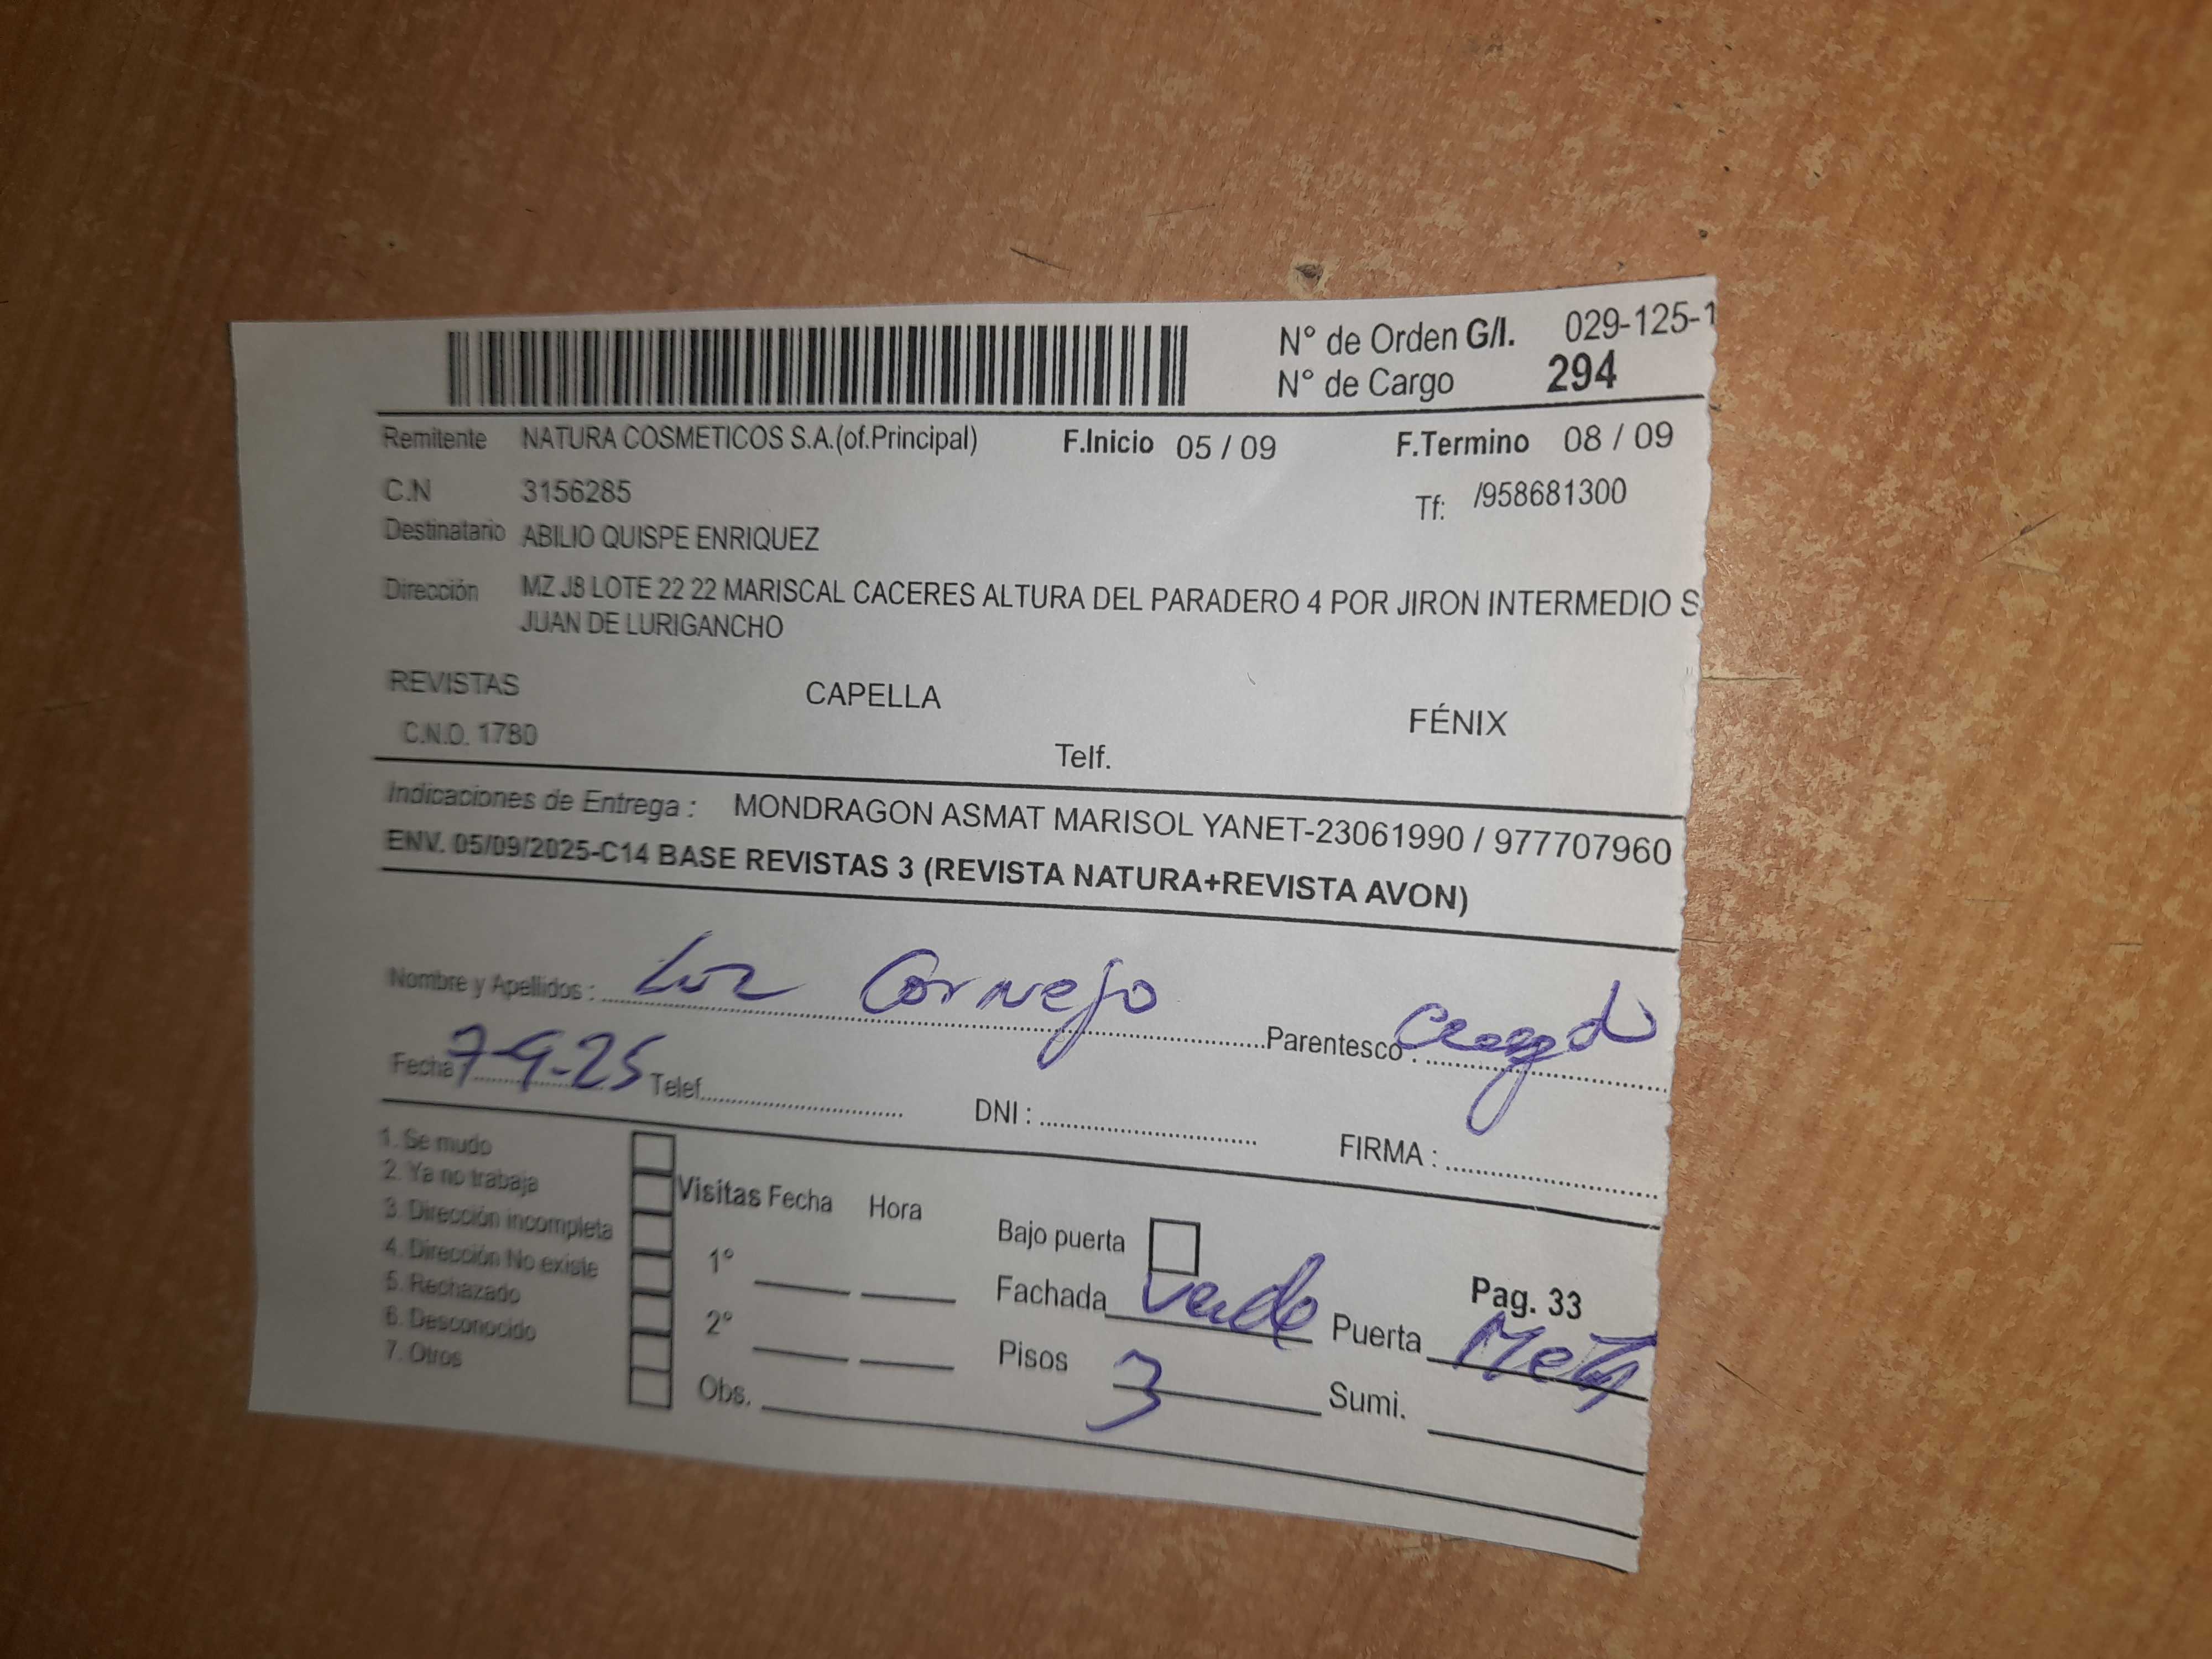 N° de Orden G/I. 029-125-1
N° de Cargo 294
Remitente NATURA COSMETICOS S.A.(of.Principal) F.Inicio 05 / 09 F.Termino 08 / 09
C.N 3156285 Tf: /958681300
Destinatario ABILIO QUISPE ENRIQUEZ
Dirección MZ J8 LOTE 22 22 MARISCAL CACERES ALTURA DEL PARADERO 4 POR JIRON INTERMEDIO S
JUAN DE LURIGANCHO
REVISTAS CAPELLA FÉNIX
C.N.O. 1780 Telf.
Indicaciones de Entrega : MONDRAGON ASMAT MARISOL YANET-23061990 / 977707960
ENV. 05/09/2025-C14 BASE REVISTAS 3 (REVISTA NATURA+REVISTA AVON)
Nombre y Apellidos : Luz Cornejo Parentesco :
Fecha 7-9-25 Telef. DNI : FIRMA :
1. Se mudo
2. Ya no trabaja
3. Dirección incompleta
4. Dirección No existe
5. Rechazado
6. Desconocido
7. Otros
Visitas Fecha Hora
1°
2°
Obs.
Bajo puerta
Pag. 33
Fachada Verde Puerta Meta
Pisos 3 Sumi.